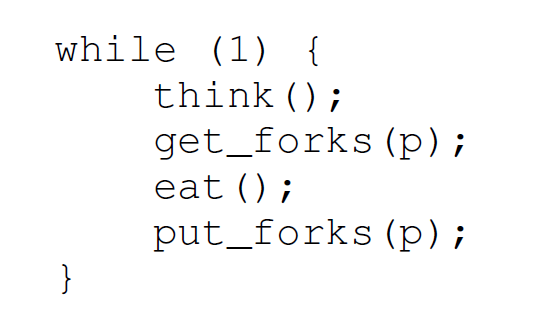 while (1) {
    think();
    get_forks(p);
    eat();
    put_forks(p);
}